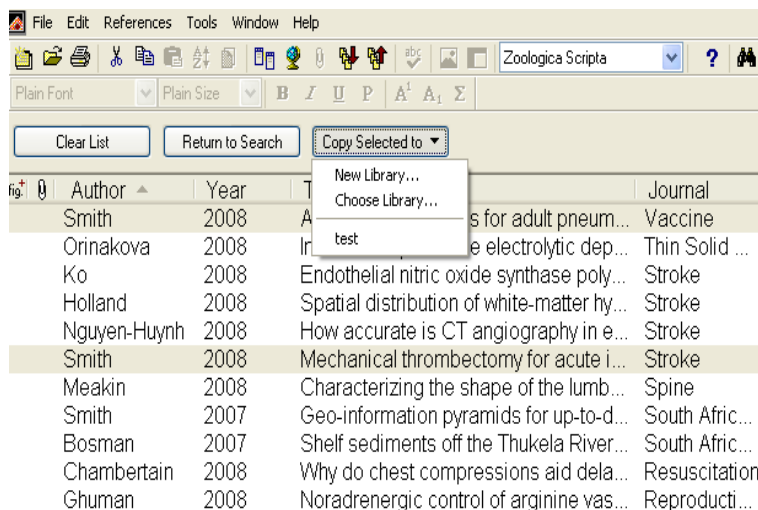 File Edit References Tools Window Help
abc Zoologica Scripta ?
Plain Font Plain Size B I U P A1 A1 Σ
Clear List Return to Search Copy Selected to
New Library...
Choose Library...
test
fig. Author Year T Journal
Smith 2008 A s for adult pneum... Vaccine
Orinakova 2008 In e electrolytic dep... Thin Solid ...
Ko 2008 Endothelial nitric oxide synthase poly... Stroke
Holland 2008 Spatial distribution of white-matter hy... Stroke
Nguyen-Huynh 2008 How accurate is CT angiography in e... Stroke
Smith 2008 Mechanical thrombectomy for acute i... Stroke
Meakin 2008 Characterizing the shape of the lumb... Spine
Smith 2007 Geo-information pyramids for up-to-d... South Afric...
Bosman 2007 Shelf sediments off the Thukela River... South Afric...
Chambertain 2008 Why do chest compressions aid dela... Resuscitation
Ghuman 2008 Noradrenergic control of arginine vas... Reproducti...